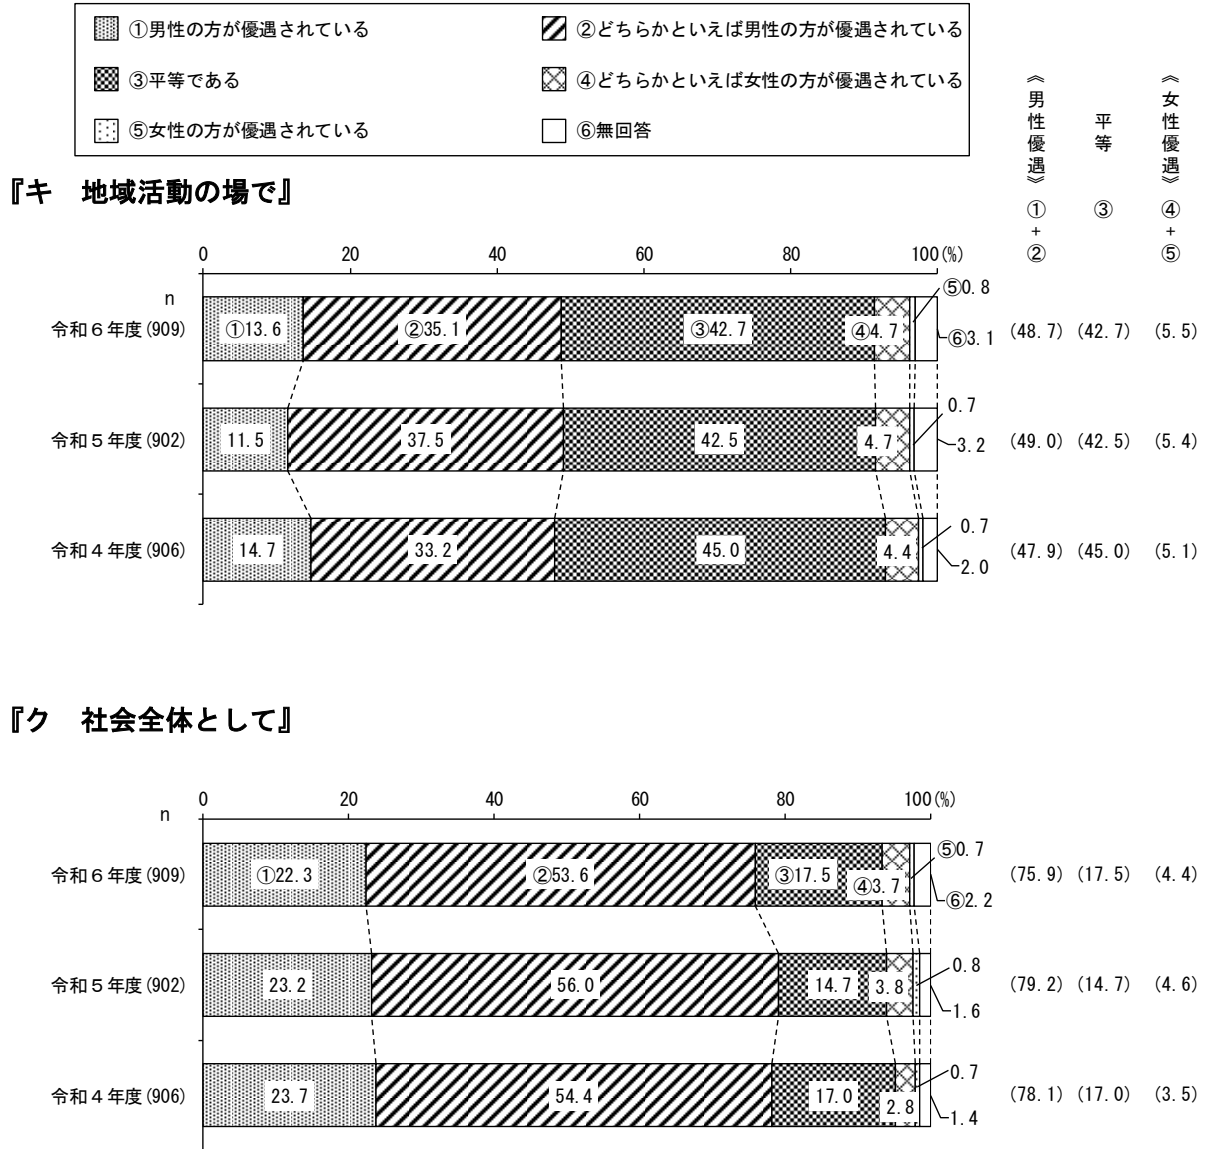 ①男性の方が優遇されている ②どちらかといえば男性の方が優遇されている
③平等である ④どちらかといえば女性の方が優遇されている
⑤女性の方が優遇されている ⑥無回答
《男性優遇》①+② 平等 ③ 《女性優遇》④+⑤
『キ 地域活動の場で』
0 20 40 60 80 100(%)
n
令和6年度(909) ①13.6 ②35.1 ③42.7 ④4.7 ⑤0.8 ⑥3.1 (48.7) (42.7) (5.5)
令和5年度(902) 11.5 37.5 42.5 4.7 0.7 3.2 (49.0) (42.5) (5.4)
令和4年度(906) 14.7 33.2 45.0 4.4 0.7 2.0 (47.9) (45.0) (5.1)
『ク 社会全体として』
0 20 40 60 80 100(%)
n
令和6年度(909) ①22.3 ②53.6 ③17.5 ④3.7 ⑤0.7 ⑥2.2 (75.9) (17.5) (4.4)
令和5年度(902) 23.2 56.0 14.7 3.8 0.8 1.6 (79.2) (14.7) (4.6)
令和4年度(906) 23.7 54.4 17.0 2.8 0.7 1.4 (78.1) (17.0) (3.5)